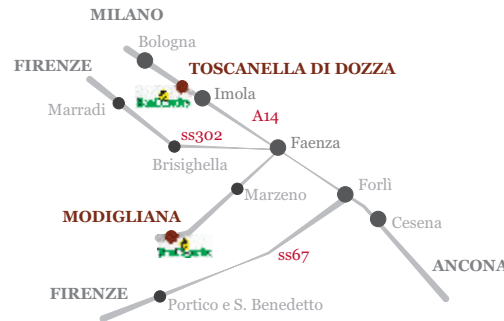 MILANO
Bologna
FIRENZE
TOSCANELLA DI DOZZA
Marradi
Imola
A14
ss302
Faenza
Brisighella
Forlì
Marzeno
MODIGLIANA
Cesena
ss67
ANCONA
FIRENZE
Portico e S. Benedetto